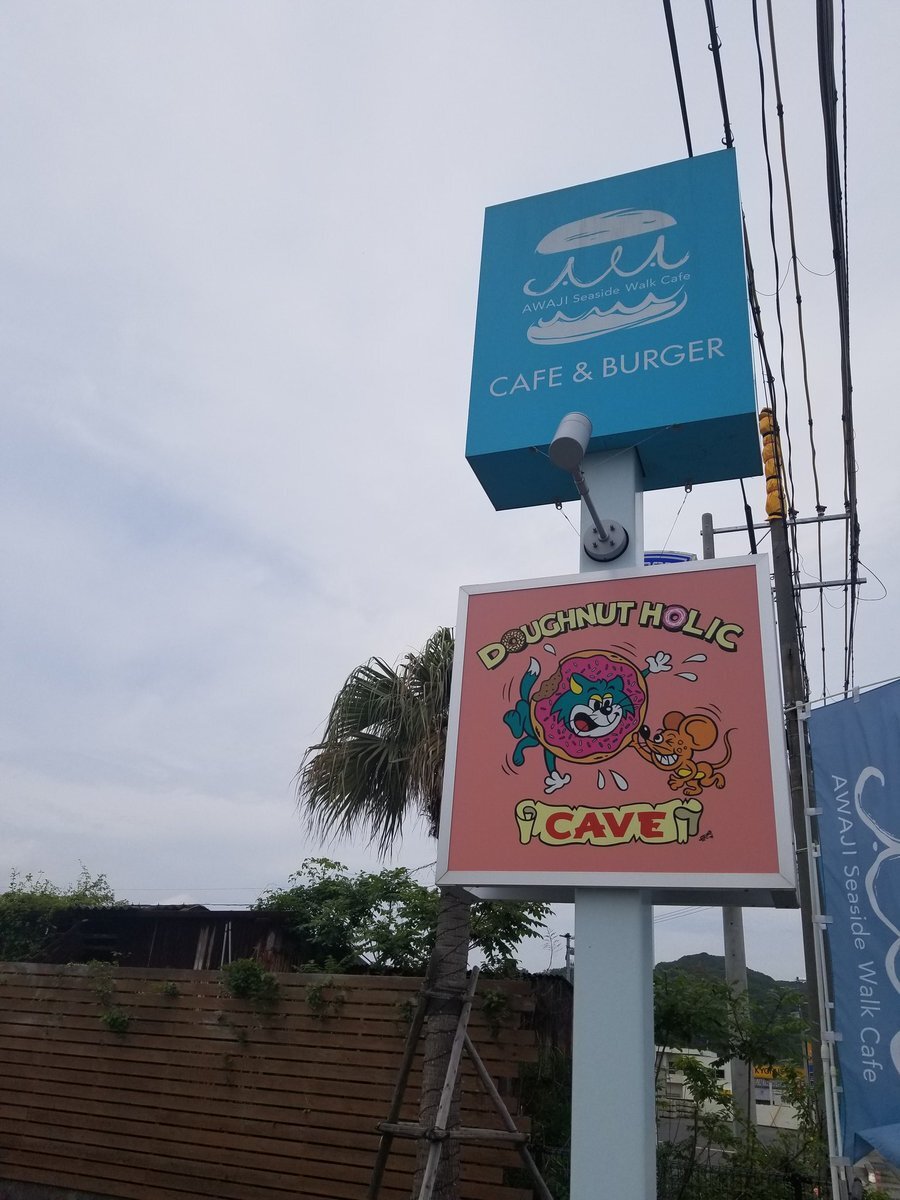 AWAJI Seaside Walk Cafe
CAFE & BURGER
DOUGHNUT HOLIC
CAVE
AWAJI Seaside Walk Cafe